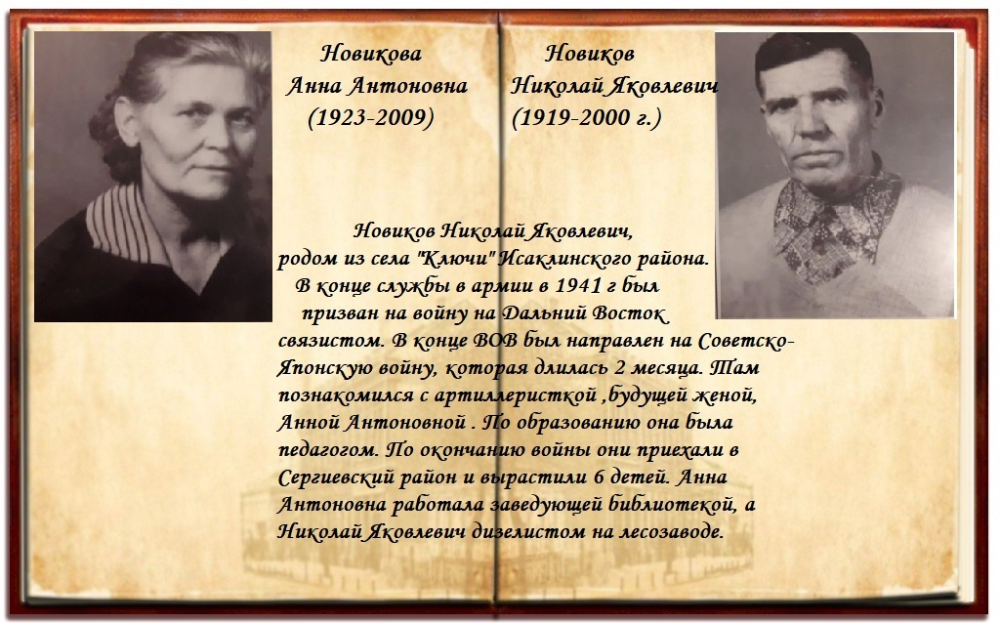 Новикова
Анна Антоновна
(1923-2009)
Новиков
Николай Яковлевич
(1919-2000 г.)
Новиков Николай Яковлевич,
родом из села "Ключи" Исаклинского района.
В конце службы в армии в 1941 г был
призван на войну на Дальний Восток
связистом. В конце ВОВ был направлен на Советско-
Японскую войну, которая длилась 2 месяца. Там
познакомился с артиллеристкой ,будущей женой,
Анной Антоновной . По образованию она была
педагогом. По окончанию войны они приехали в
Сергиевский район и вырастили 6 детей. Анна
Антоновна работала заведующей библиотекой, а
Николай Яковлевич дизелистом на лесозаводе.